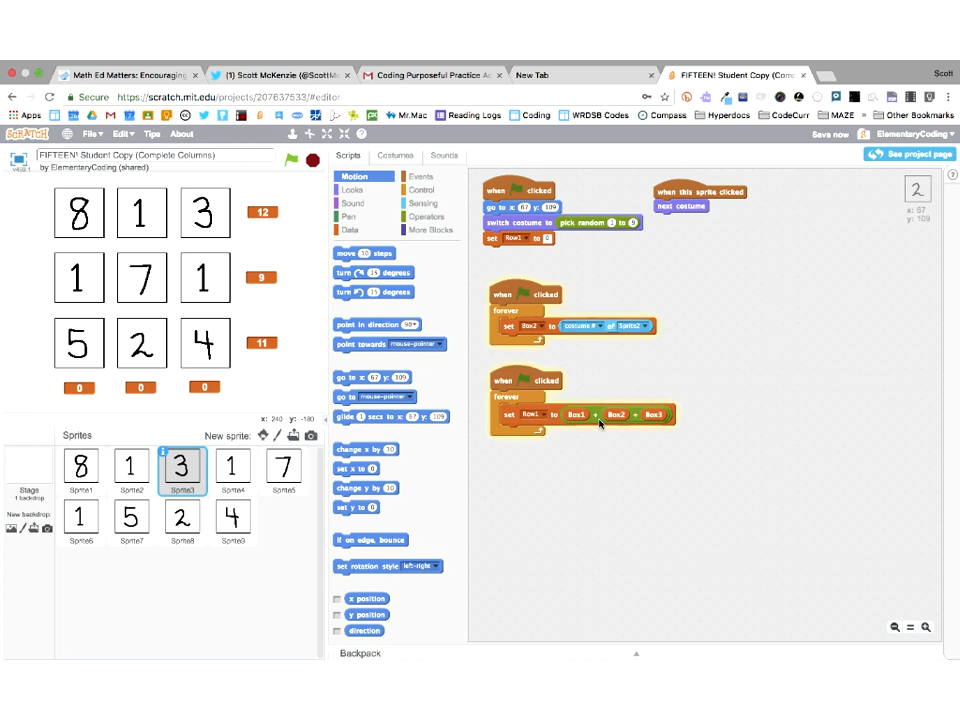 Math Ed Matters: Encouraging
(1) Scott McKenzie (@ScottM
Coding Purposeful Practice Ac
New Tab
FIFTEEN! Student Copy (Comp
Scott
Secure https://scratch.mit.edu/projects/207637533/#editor
Apps
Mr.Mac
Reading Logs
Coding
WRDSB Codes
Compass
Hyperdocs
CodeCurr
MAZE
» Other Bookmarks
SCRATCH
File
Edit
Tips
About
Save now
ElementaryCoding
FIFTEEN! Student Copy (Complete Columns)
by ElementaryCoding (shared)
See project page
8 1 3 12
1 7 1 9
5 2 4 11
0 0 0
x: 240 y: -180
Sprites
New sprite:
Stage
1 backdrop
New backdrop:
8 1 3 1 7
Sprite1 Sprite2 Sprite3 Sprite4 Sprite5
1 5 2 4
Sprite6 Sprite7 Sprite8 Sprite9
Scripts
Costumes
Sounds
Motion
Events
Looks
Control
Sound
Sensing
Pen
Operators
Data
More Blocks
move 10 steps
turn 15 degrees
turn 15 degrees
point in direction 90
point towards mouse-pointer
go to x: 67 y: 109
go to mouse-pointer
glide 1 secs to x: 67 y: 109
change x by 10
set x to 0
change y by 10
set y to 0
if on edge, bounce
set rotation style left-right
x position
y position
direction
when clicked
go to x: 67 y: 109
switch costume to pick random 1 to 9
set Row1 to 0
when this sprite clicked
next costume
when clicked
forever
set Box2 to costume # of Sprite2
when clicked
forever
set Row1 to Box1 + Box2 + Box3
2
x: 67
y: 109
Backpack